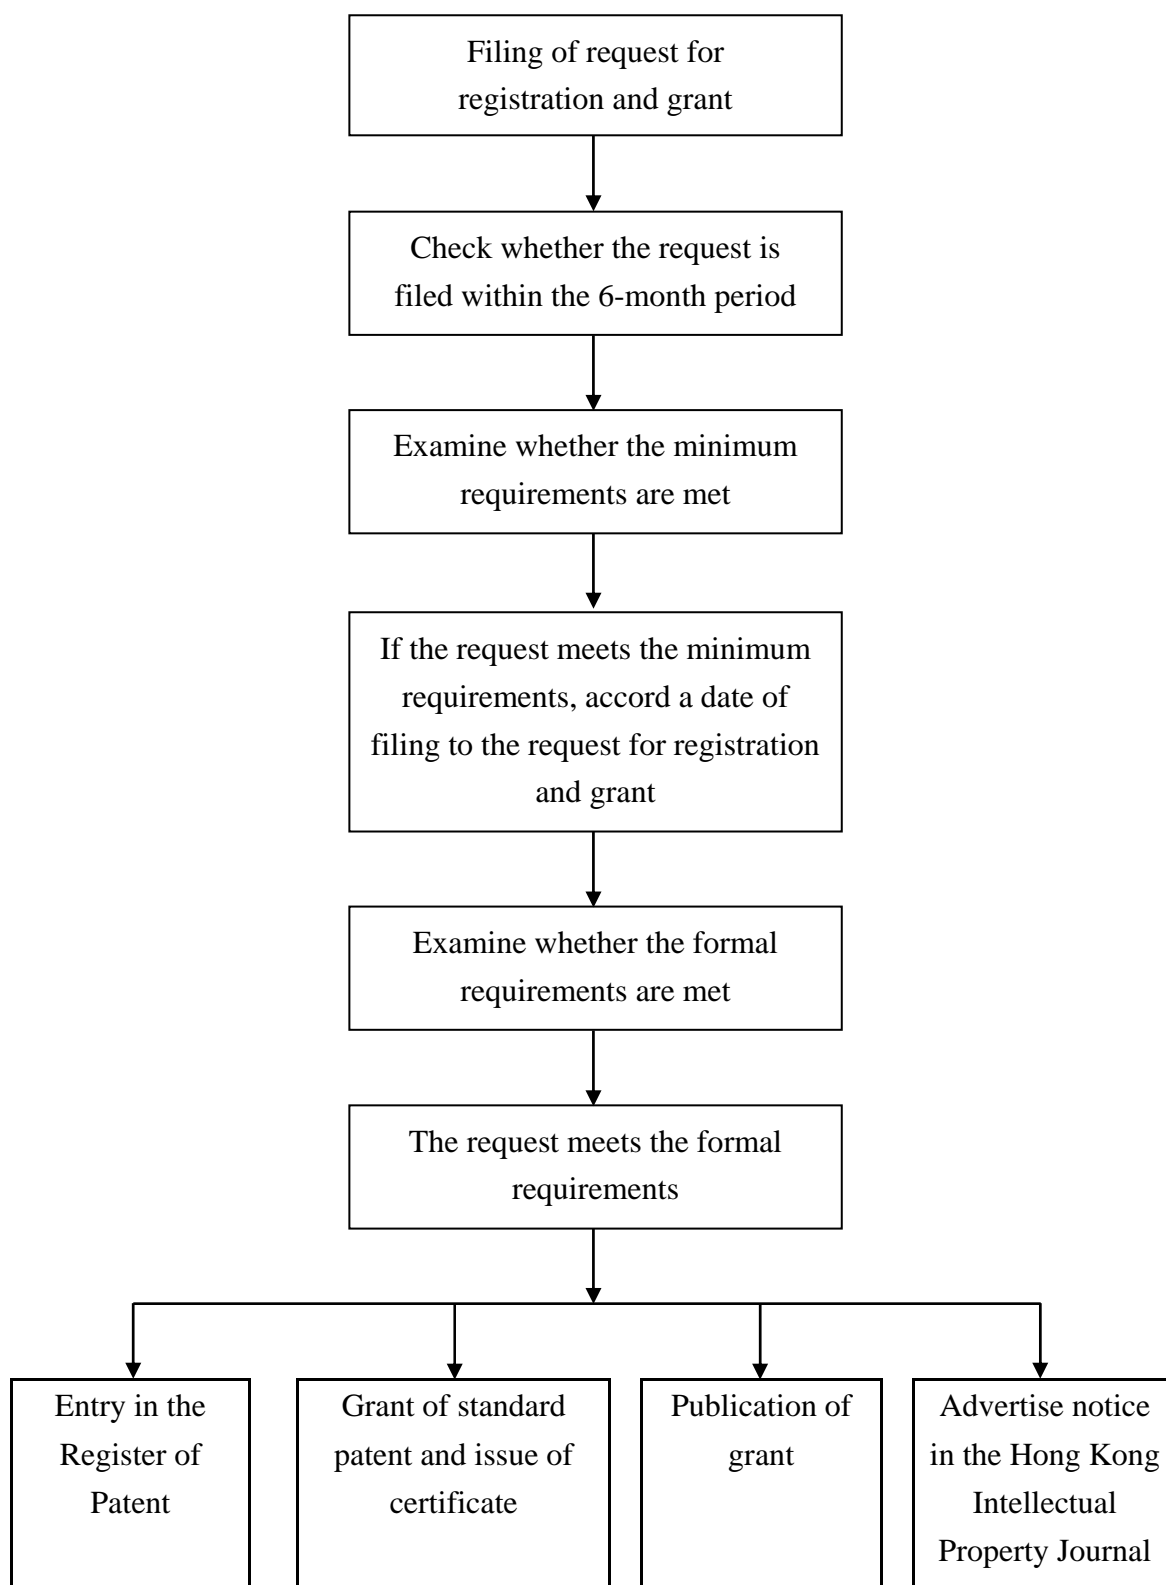 Filing of request for
registration and grant
Check whether the request is
filed within the 6-month period
Examine whether the minimum
requirements are met
If the request meets the minimum
requirements, accord a date of
filing to the request for registration
and grant
Examine whether the formal
requirements are met
The request meets the formal
requirements
Entry in the
Register of
Patent
Grant of standard
patent and issue of
certificate
Publication of
grant
Advertise notice
in the Hong Kong
Intellectual
Property Journal